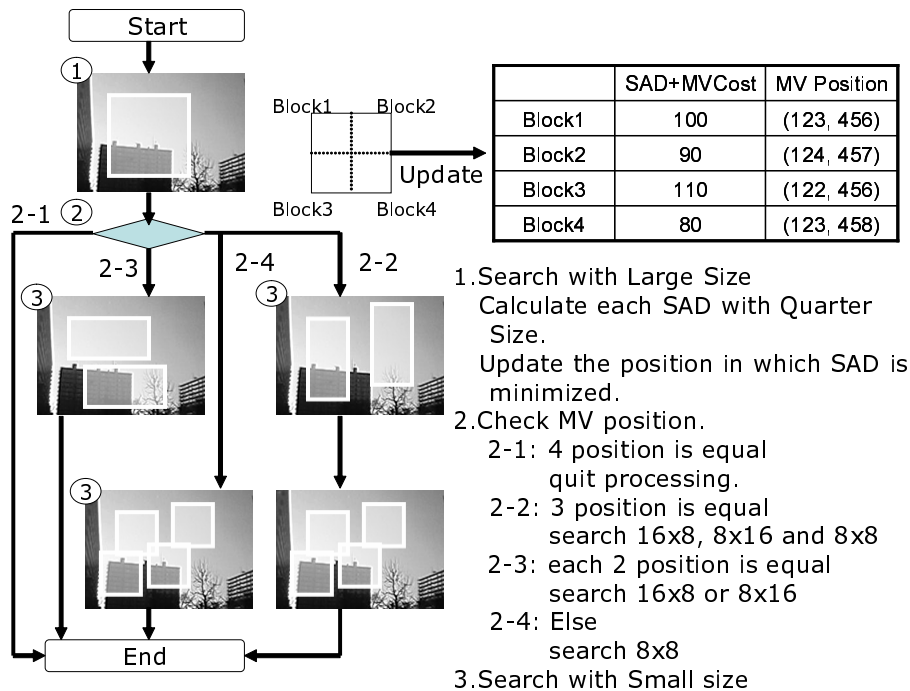 Start
1
Block1 Block2
Update
Block3 Block4
SAD+MVCost MV Position
Block1 100 (123, 456)
Block2 90 (124, 457)
Block3 110 (122, 456)
Block4 80 (123, 458)
2-1 2
2-3 2-4 2-2
3 3
3
End
1.Search with Large Size
Calculate each SAD with Quarter
Size.
Update the position in which SAD is
minimized.
2.Check MV position.
2-1: 4 position is equal
quit processing.
2-2: 3 position is equal
search 16x8, 8x16 and 8x8
2-3: each 2 position is equal
search 16x8 or 8x16
2-4: Else
search 8x8
3.Search with Small size